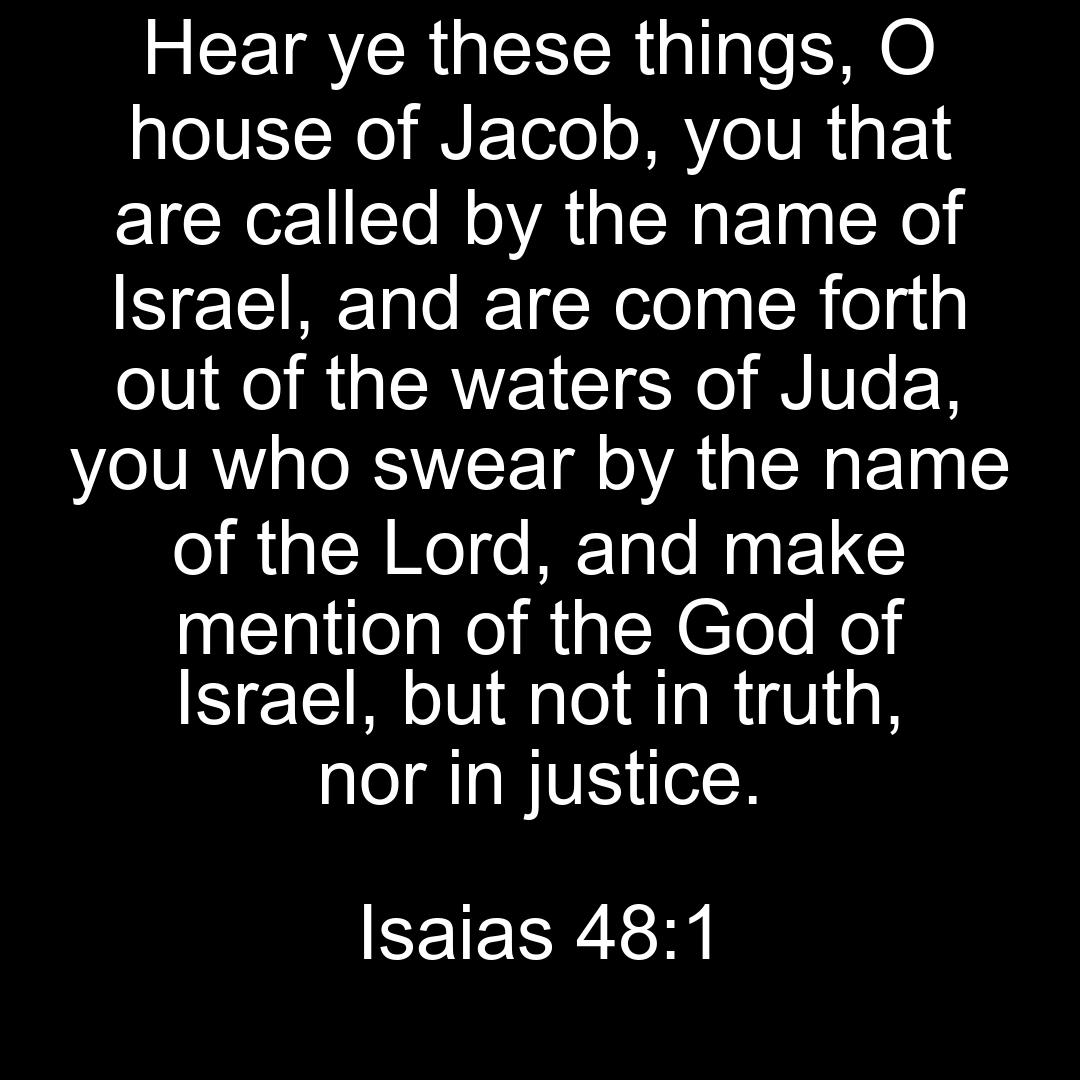 Hear ye these things, O
house of Jacob, you that
are called by the name of
Israel, and are come forth
out of the waters of Juda,
you who swear by the name
of the Lord, and make
mention of the God of
Israel, but not in truth,
nor in justice.
Isaias 48:1